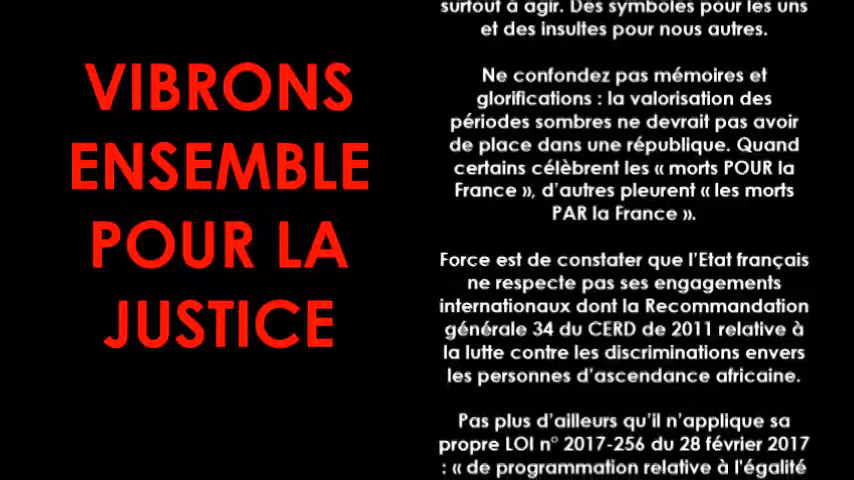 VIBRONS
ENSEMBLE
POUR LA
JUSTICE
surtout à agir. Des symboles pour les uns
et des insultes pour nous autres.
Ne confondez pas mémoires et
glorifications : la valorisation des
périodes sombres ne devrait pas avoir
de place dans une république. Quand
certains célèbrent les « morts POUR la
France », d'autres pleurent « les morts
PAR la France ».
Force est de constater que l'Etat français
ne respecte pas ses engagements
internationaux dont la Recommandation
générale 34 du CERD de 2011 relative à
la lutte contre les discriminations envers
les personnes d'ascendance africaine.
Pas plus d'ailleurs qu'il n'applique sa
propre LOI n° 2017-256 du 28 février 2017
: « de programmation relative à l'égalité